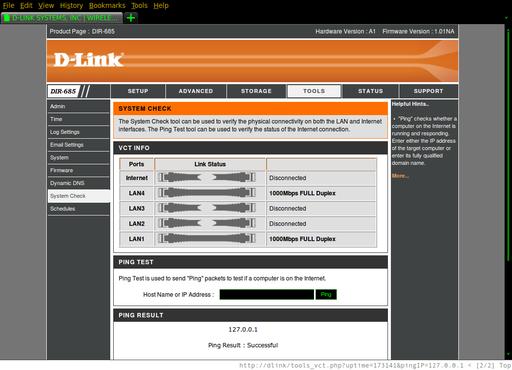 File Edit View History Bookmarks Tools Help
D-LINK SYSTEMS, INC | WIRELE...
Product Page : DIR-685 Hardware Version : A1 Firmware Version : 1.01NA
D-Link
DIR-685 SETUP ADVANCED STORAGE TOOLS STATUS SUPPORT
Admin
Time
Log Settings
Email Settings
System
Firmware
Dynamic DNS
System Check
Schedules
SYSTEM CHECK
The System Check tool can be used to verify the physical connectivity on both the LAN and Internet
interfaces. The Ping Test tool can be used to verify the status of the Internet connection.
VCT INFO
Ports Link Status
Internet Disconnected
LAN4 1000Mbps FULL Duplex
LAN3 Disconnected
LAN2 Disconnected
LAN1 1000Mbps FULL Duplex
PING TEST
Ping Test is used to send "Ping" packets to test if a computer is on the Internet.
Host Name or IP Address : Ping
PING RESULT
127.0.0.1
Ping Result : Successful
Helpful Hints..
• "Ping" checks whether a
computer on the Internet is
running and responding.
Enter either the IP address
of the target computer or
enter its fully qualified
domain name.
More...
http://dlink/tools_vct.php?uptime=173141&pingIP=127.0.0.1 < [2/2] Top